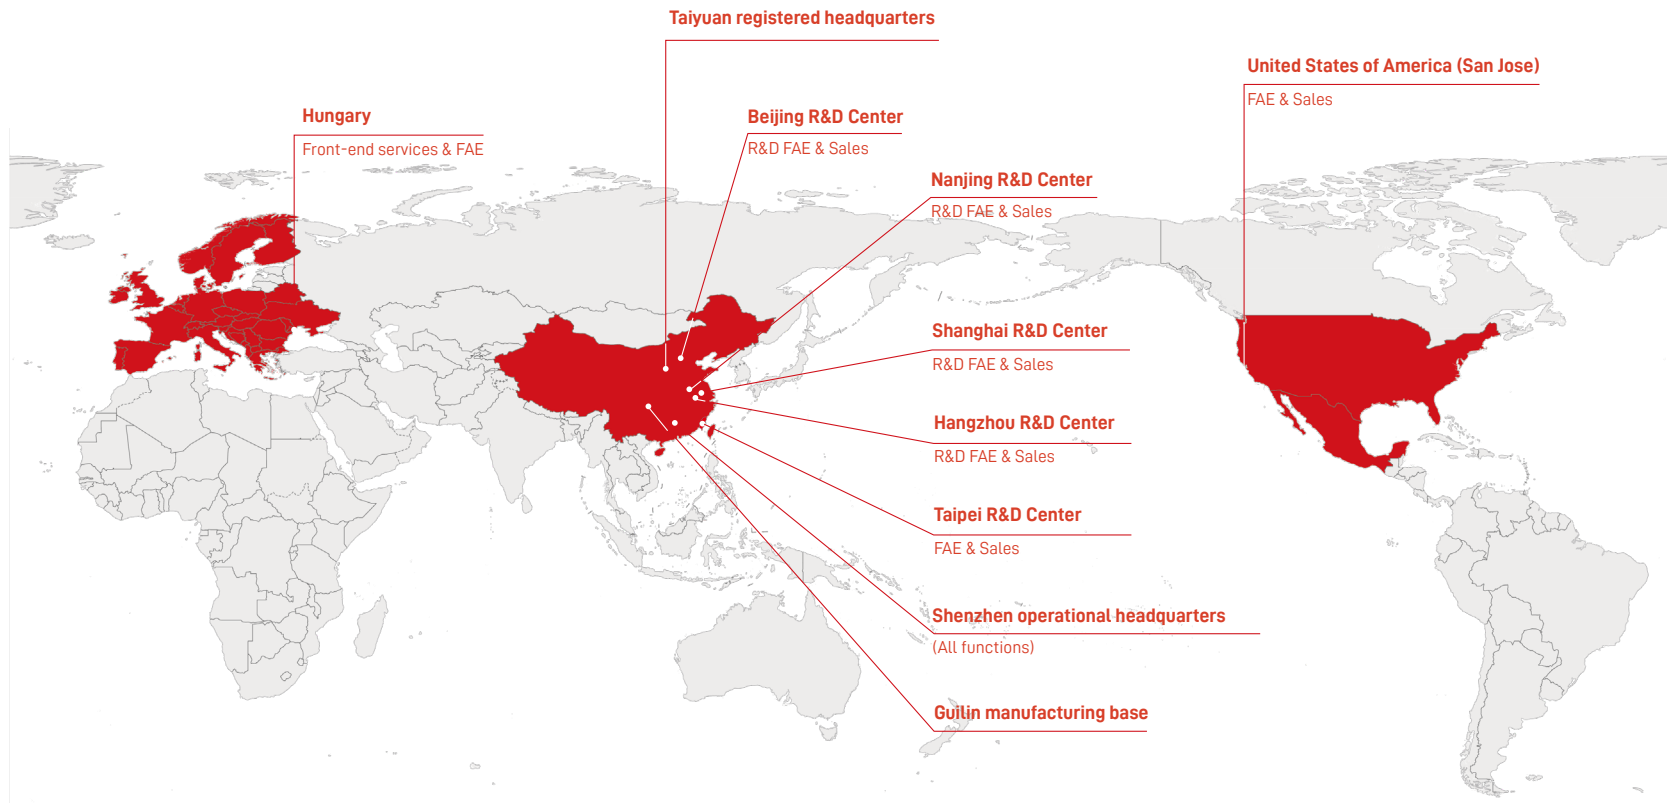 Taiyuan registered headquarters
United States of America (San Jose)
FAE & Sales
Hungary
Front-end services & FAE
Beijing R&D Center
R&D FAE & Sales
Nanjing R&D Center
R&D FAE & Sales
Shanghai R&D Center
R&D FAE & Sales
Hangzhou R&D Center
R&D FAE & Sales
Taipei R&D Center
FAE & Sales
Shenzhen operational headquarters
(All functions)
Guilin manufacturing base